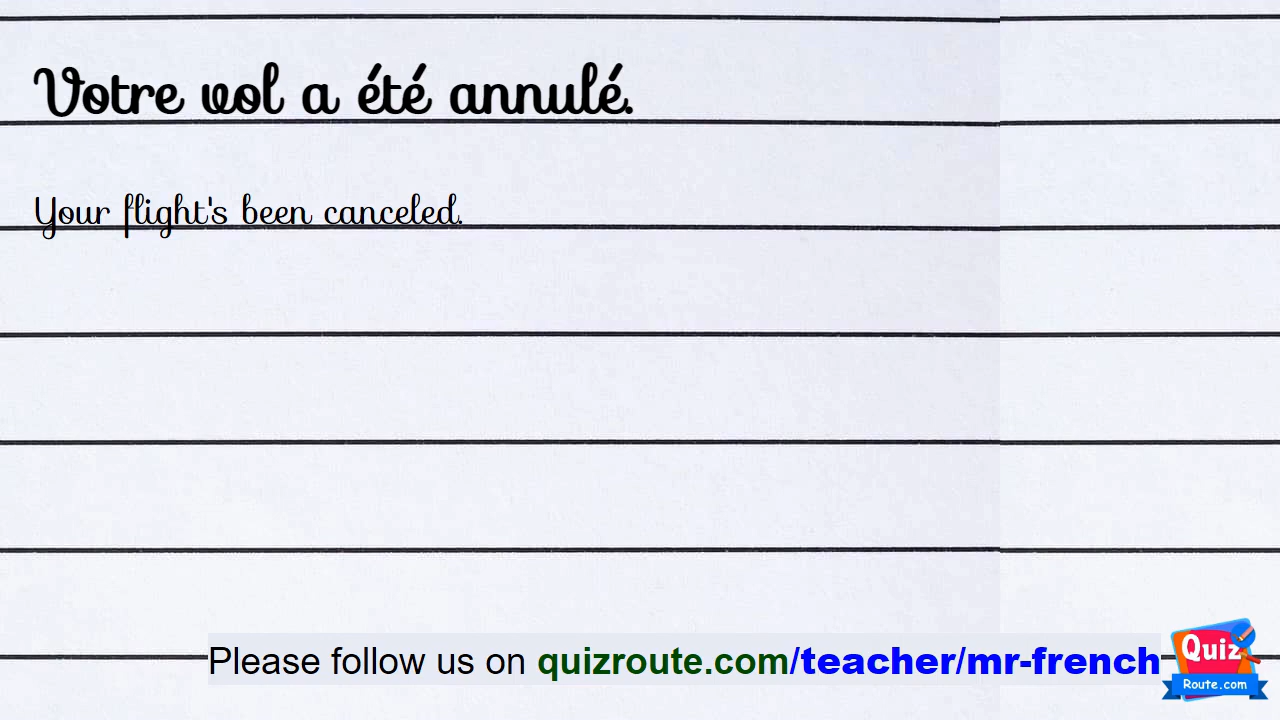 Votre vol a été annulé.
Your flight's been canceled.
Please follow us on quizroute.com/teacher/mr-french
Quiz
Route.com